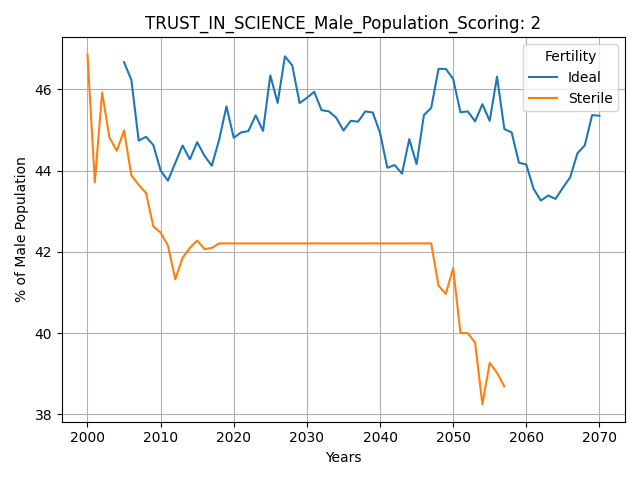 TRUST_IN_SCIENCE_Male_Population_Scoring: 2
Fertility
Ideal
Sterile
% of Male Population
46
44
42
40
38
2000 2010 2020 2030 2040 2050 2060 2070
Years